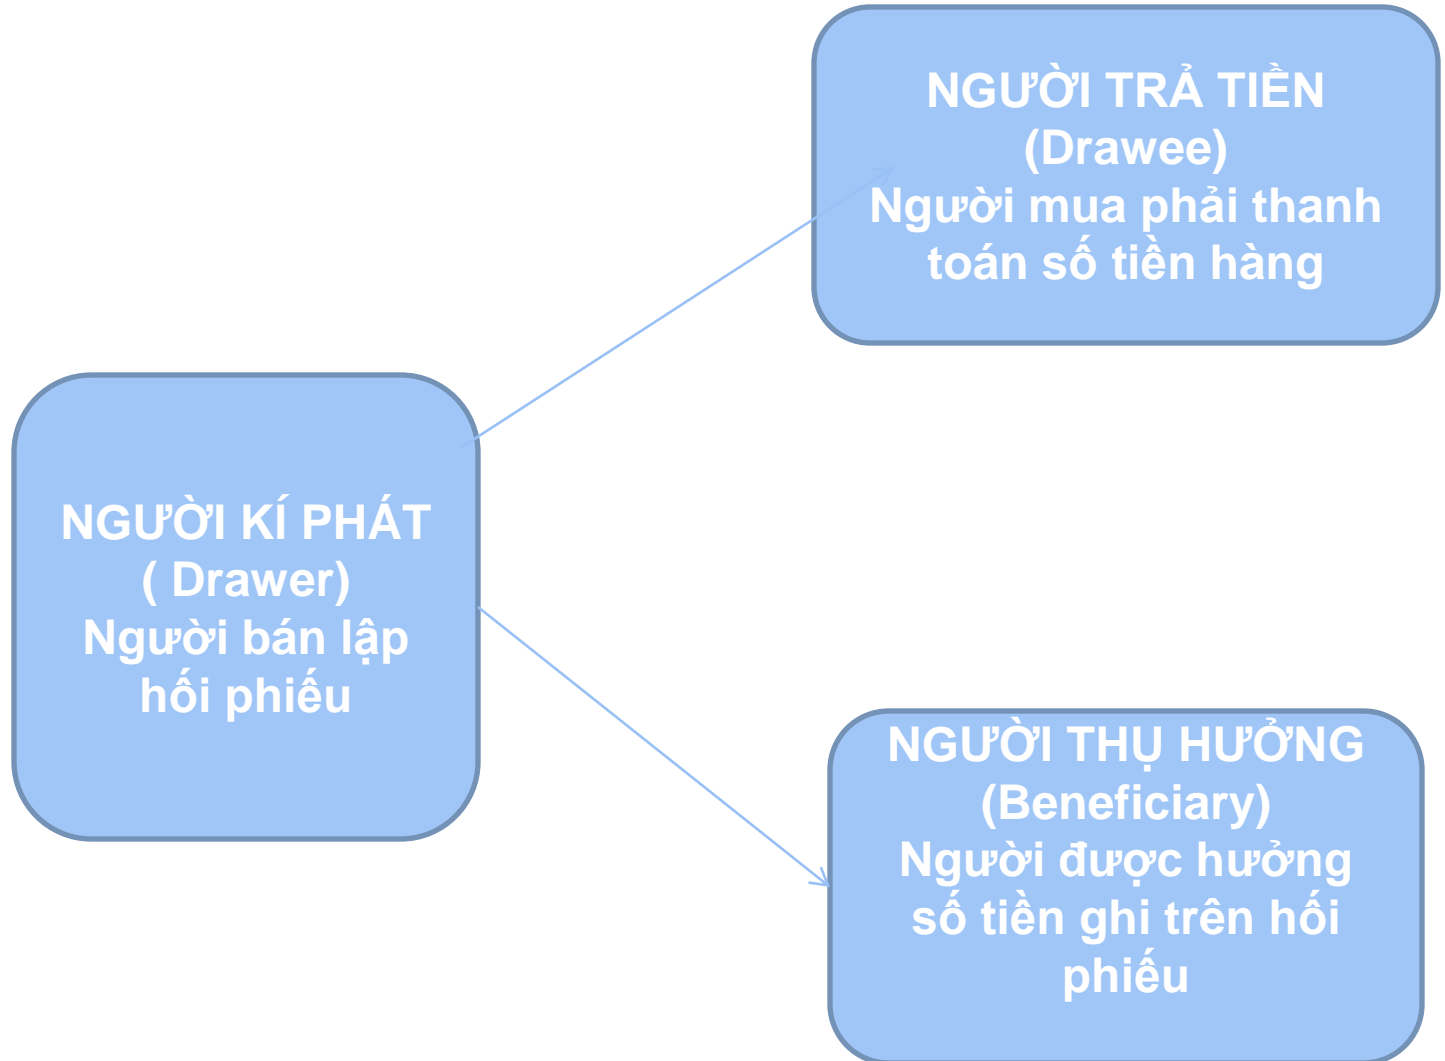 NGƯỜI TRẢ TIỀN
(Drawee)
Người mua phải thanh
toán số tiền hàng
NGƯỜI KÍ PHÁT
( Drawer)
Người bán lập
hối phiếu
NGƯỜI THỤ HƯỞNG
(Beneficiary)
Người được hưởng
số tiền ghi trên hối
phiếu